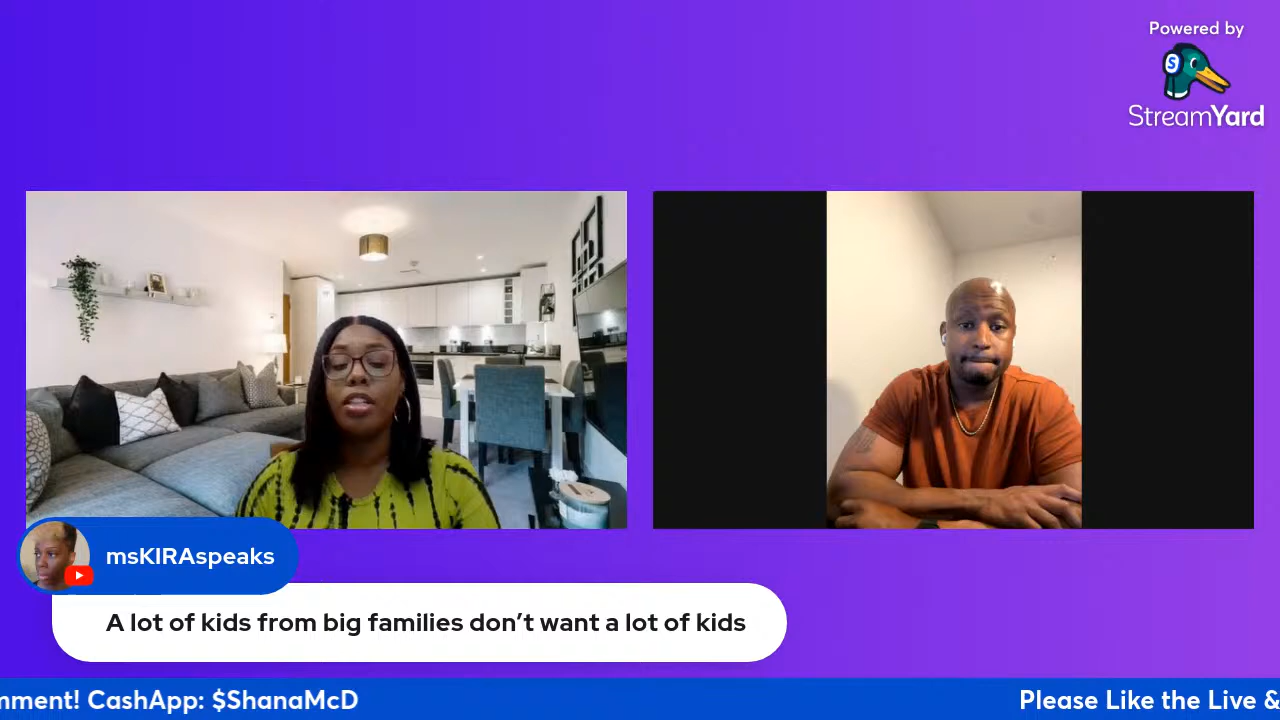 Powered by
S
StreamYard
msKIRAspeaks
A lot of kids from big families don’t want a lot of kids
mment! CashApp: $ShanaMcD
Please Like the Live &